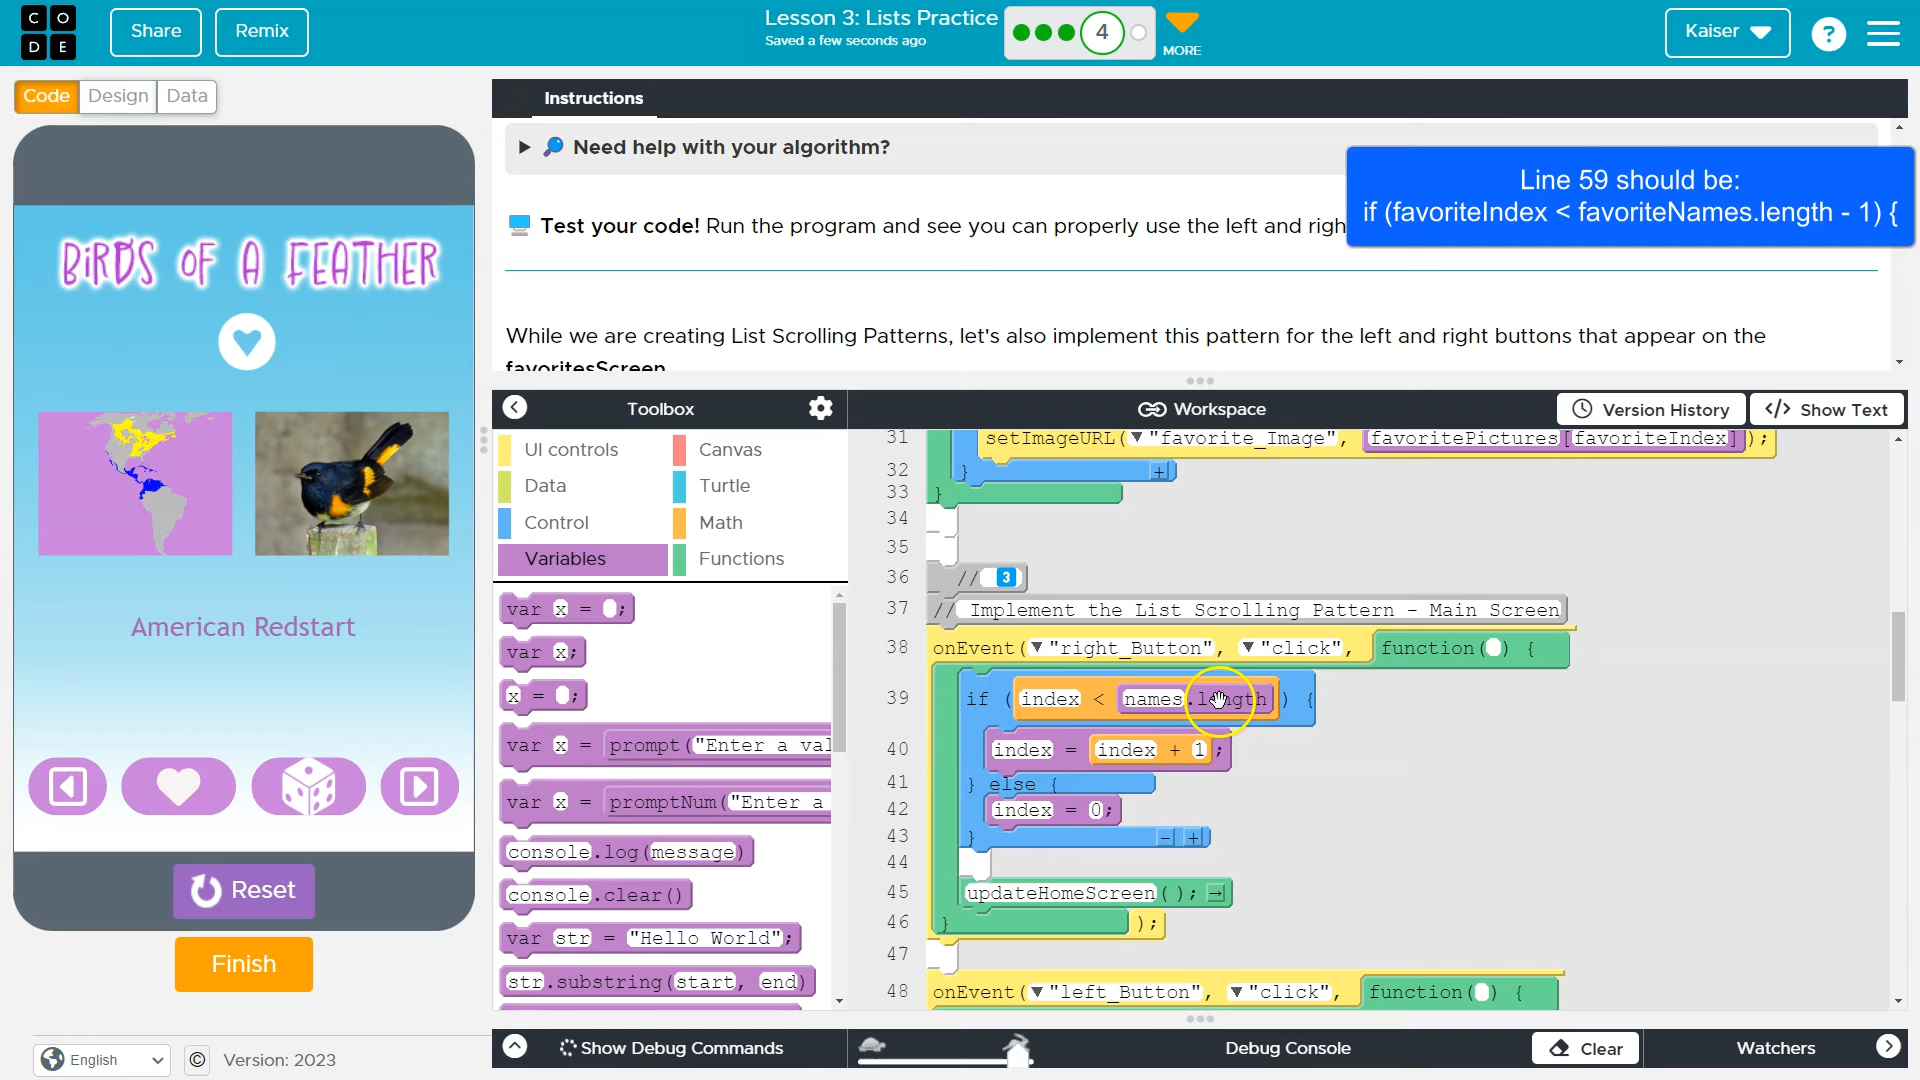 C O
D E
Share
Remix
Lesson 3: Lists Practice
Saved a few seconds ago
4
MORE
Kaiser
?
Code
Design
Data
BIRDS OF A FEATHER
American Redstart
Reset
Finish
English
©
Version: 2023
Instructions
Need help with your algorithm?
Test your code! Run the program and see you can properly use the left and righ
Line 59 should be:
if (favoriteIndex < favoriteNames.length - 1) {
While we are creating List Scrolling Patterns, let's also implement this pattern for the left and right buttons that appear on the
favoritesScreen
Toolbox
Workspace
Version History
</> Show Text
UI controls
Canvas
Data
Turtle
Control
Math
Variables
Functions
var x = ;
var x;
x = ;
var x = prompt("Enter a val
var x = promptNum("Enter a
console.log(message)
console.clear()
var str = "Hello World";
str.substring(start, end)
31 setImageURL( "favorite_Image", favoritePictures[favoriteIndex]);
32 } +
33 }
34
35
36 // 3
37 // Implement the List Scrolling Pattern - Main Screen
38 onEvent( "right_Button", "click", function() {
39 if (index < names.length) {
40 index = index + 1;
41 } else {
42 index = 0;
43 } - +
44
45 updateHomeScreen();
46 } );
47
48 onEvent( "left_Button", "click", function() {
Show Debug Commands
Debug Console
Clear
Watchers